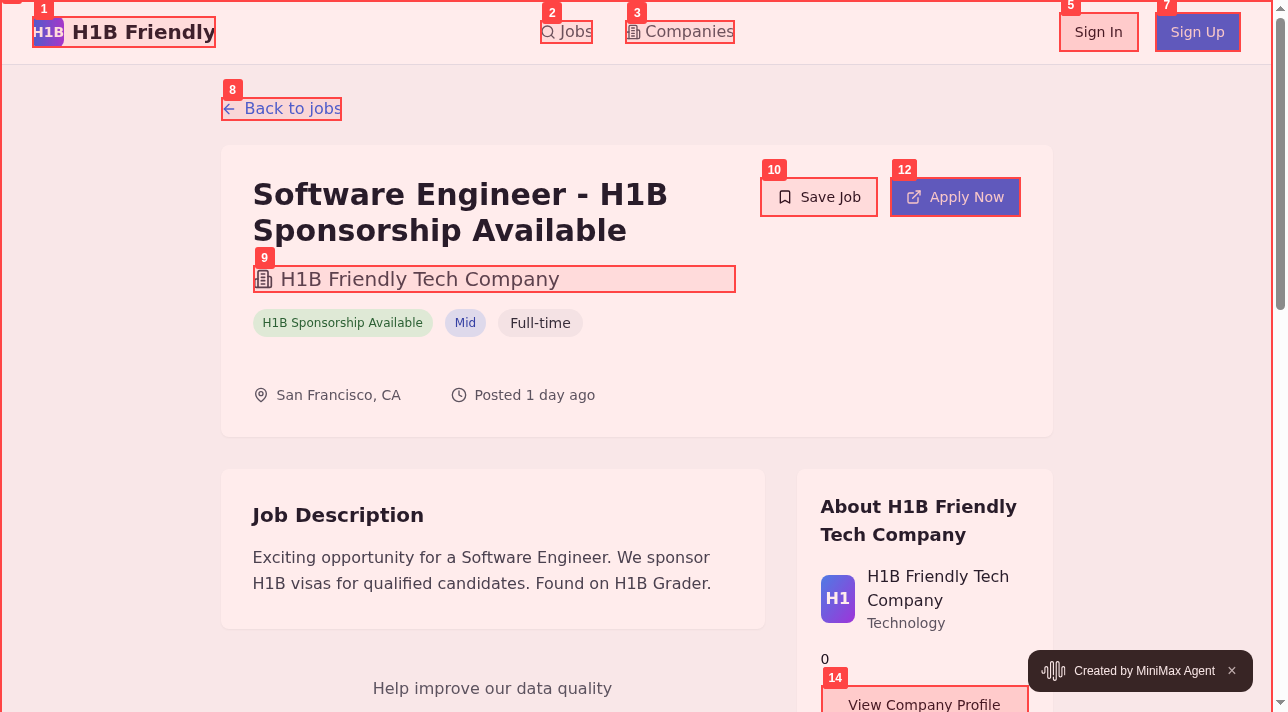 1
H1B
H1B Friendly
2
Jobs
3
Companies
5
Sign In
7
Sign Up
8
Back to jobs
Software Engineer - H1B
Sponsorship Available
10
Save Job
12
Apply Now
9
H1B Friendly Tech Company
H1B Sponsorship Available
Mid
Full-time
San Francisco, CA
Posted 1 day ago
Job Description
Exciting opportunity for a Software Engineer. We sponsor
H1B visas for qualified candidates. Found on H1B Grader.
Help improve our data quality
About H1B Friendly
Tech Company
H1
H1B Friendly Tech
Company
Technology
0
14
View Company Profile
Created by MiniMax Agent
×